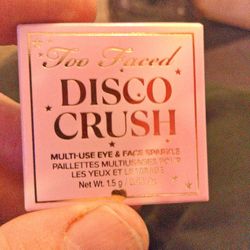 Too Faced
DISCO
CRUSH
MULTI-USE EYE & FACE SPARKLE
PAILLETTES MULTIUSAGES POUR
LES YEUX ET LE VISAGE
Net Wt. 1.5 g /